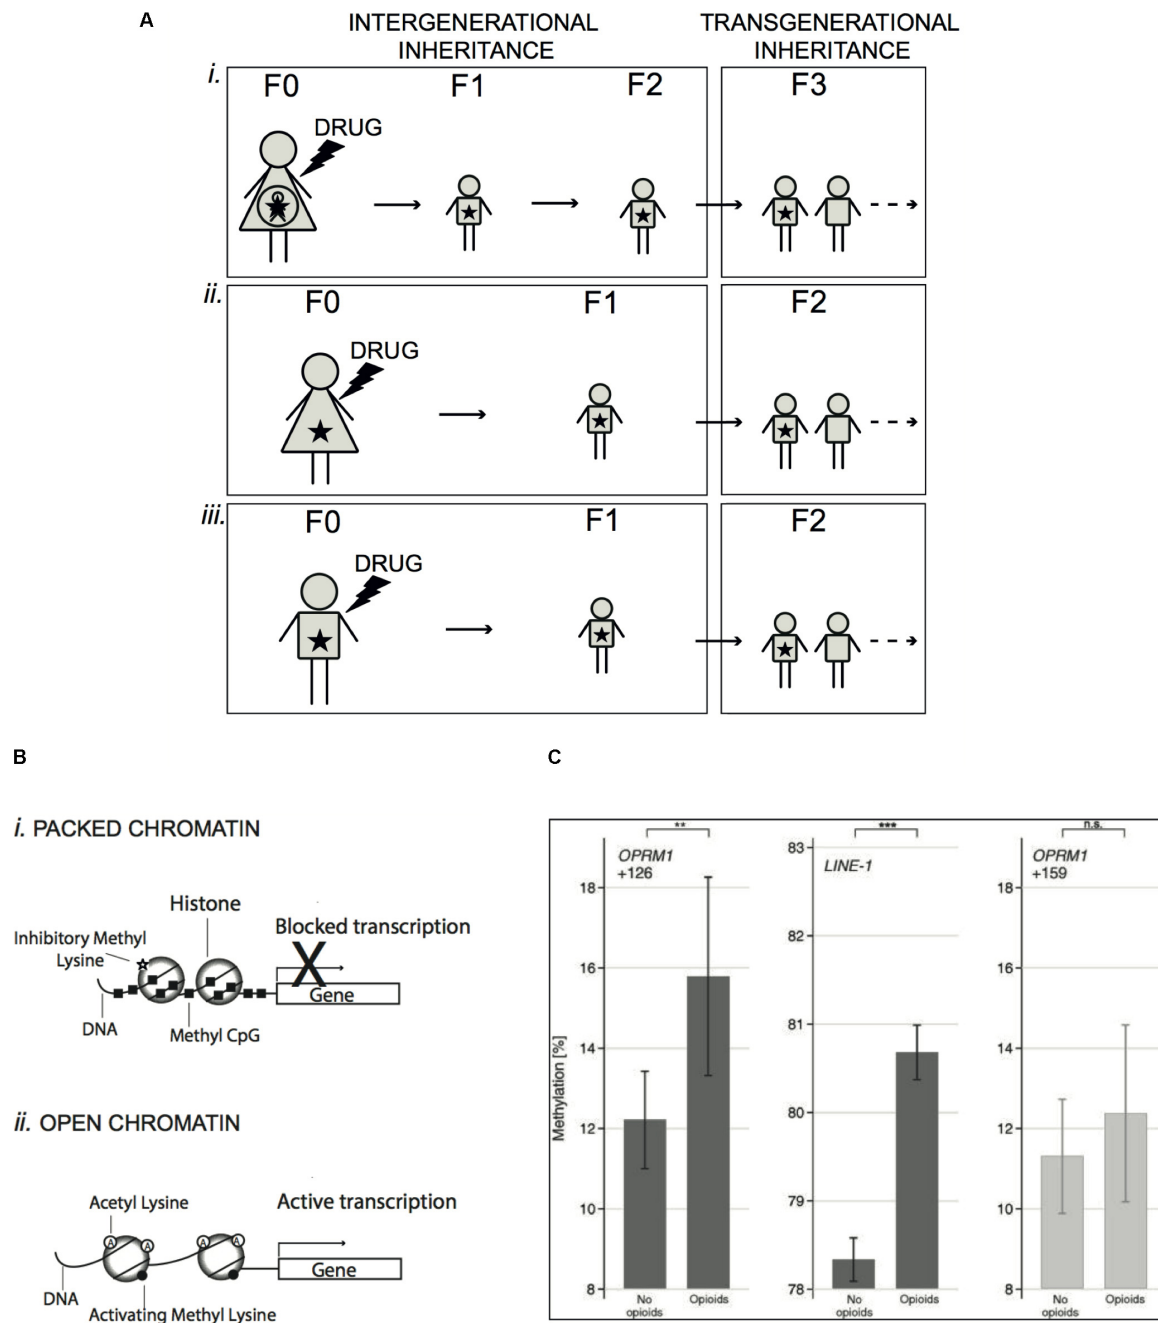 A
INTERGENERATIONAL
INHERITANCE
TRANSGENERATIONAL
INHERITANCE
i.
F0
F1
F2
F3
DRUG
ii.
F0
F1
F2
DRUG
iii.
F0
F1
F2
DRUG
B
i. PACKED CHROMATIN
Histone
Blocked transcription
Inhibitory Methyl
Lysine
X
Gene
DNA
Methyl CpG
ii. OPEN CHROMATIN
Acetyl Lysine
Active transcription
A A A A
Gene
DNA
Activating Methyl Lysine
C
Methylation [%]
**
OPRM1
+126
18
16
14
12
10
8
No
opioids
Opioids
***
LINE-1
83
82
81
80
79
78
No
opioids
Opioids
n.s.
OPRM1
+159
18
16
14
12
10
8
No
opioids
Opioids